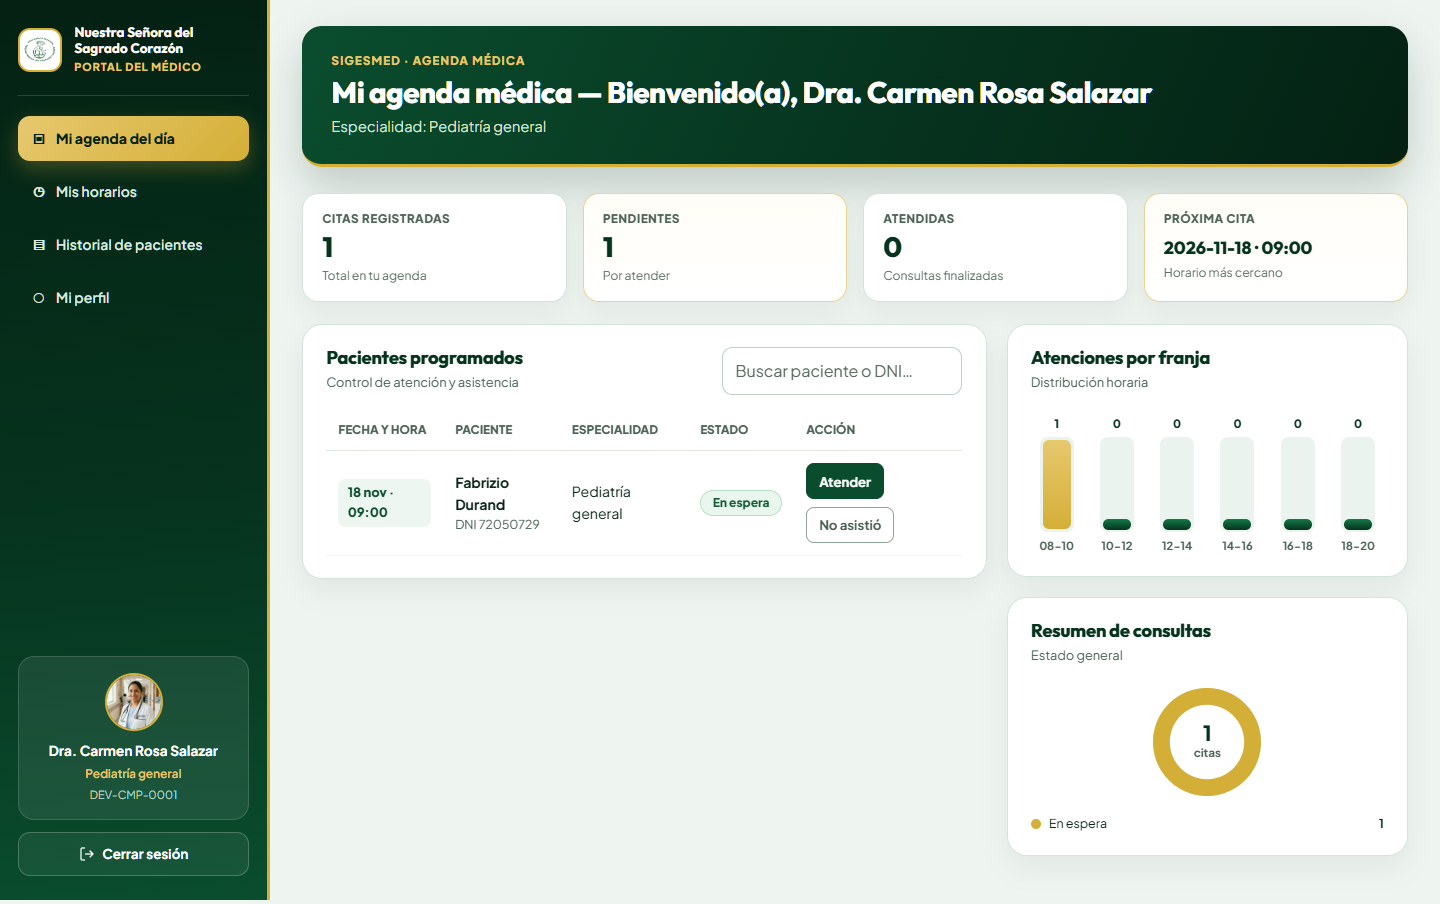 Nuestra Señora del
Sagrado Corazón
PORTAL DEL MÉDICO
Mi agenda del día
Mis horarios
Historial de pacientes
Mi perfil
Dra. Carmen Rosa Salazar
Pediatría general
DEV-CMP-0001
Cerrar sesión
SIGESMED · AGENDA MÉDICA
Mi agenda médica — Bienvenido(a), Dra. Carmen Rosa Salazar
Especialidad: Pediatría general
CITAS REGISTRADAS
1
Total en tu agenda
PENDIENTES
1
Por atender
ATENDIDAS
0
Consultas finalizadas
PRÓXIMA CITA
2026-11-18 · 09:00
Horario más cercano
Pacientes programados
Control de atención y asistencia
Buscar paciente o DNI...
FECHA Y HORA PACIENTE ESPECIALIDAD ESTADO ACCIÓN
18 nov ·
09:00
Fabrizio
Durand
DNI 72050729
Pediatría
general
En espera
Atender
No asistió
Atenciones por franja
Distribución horaria
1 0 0 0 0 0
08–10 10–12 12–14 14–16 16–18 18–20
Resumen de consultas
Estado general
1
citas
En espera 1